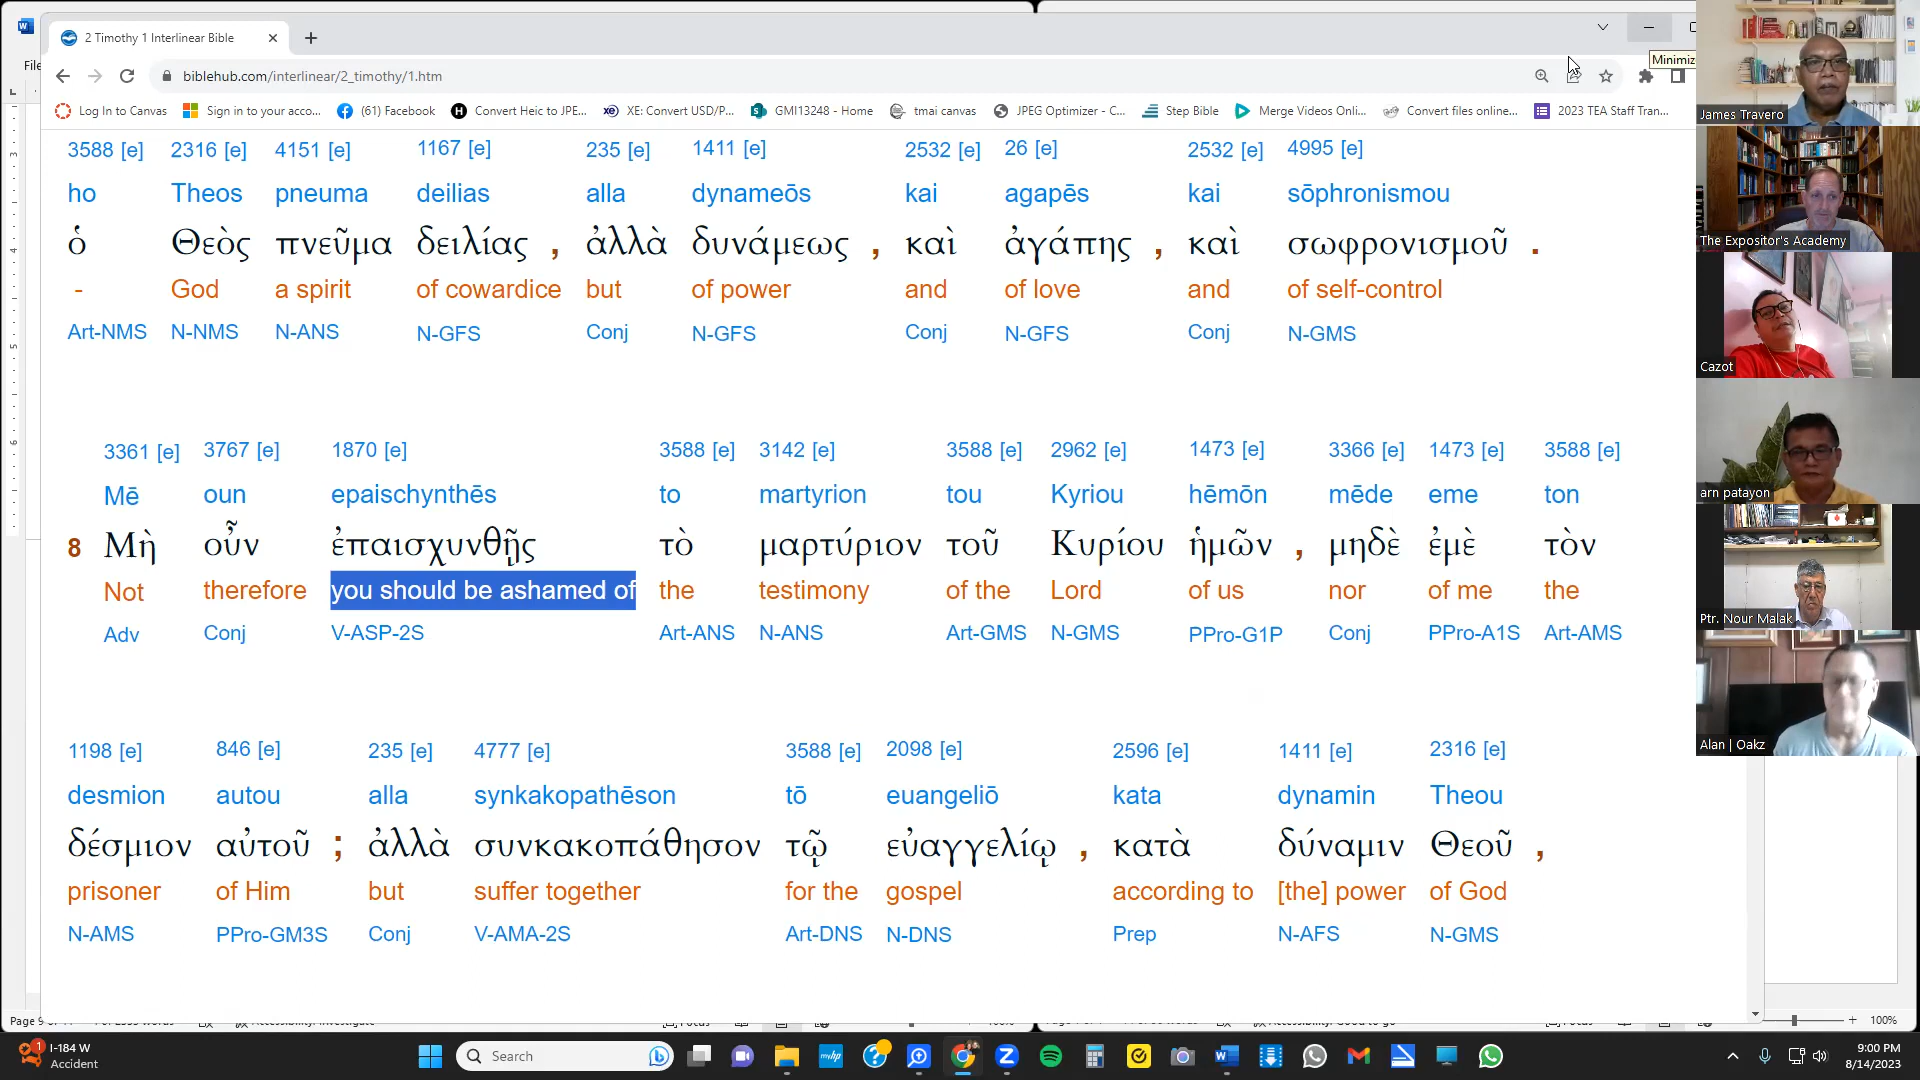 2 Timothy 1 Interlinear Bible
File
biblehub.com/interlinear/2_timothy/1.htm
Minimiz
Log In to Canvas Sign in to your acco... (61) Facebook Convert Heic to JPE... XE: Convert USD/P... GMI13248 - Home tmai canvas JPEG Optimizer - C... Step Bible Merge Videos Onli... Convert files online... 2023 TEA Staff Tran...
3588 [e] 2316 [e] 4151 [e] 1167 [e] 235 [e] 1411 [e] 2532 [e] 26 [e] 2532 [e] 4995 [e]
ho Theos pneuma deilias alla dynameōs kai agapēs kai sōphronismou
ὁ Θεὸς πνεῦμα δειλίας , ἀλλὰ δυνάμεως , καὶ ἀγάπης , καὶ σωφρονισμοῦ .
- God a spirit of cowardice but of power and of love and of self-control
Art-NMS N-NMS N-ANS N-GFS Conj N-GFS Conj N-GFS Conj N-GMS
3361 [e] 3767 [e] 1870 [e] 3588 [e] 3142 [e] 3588 [e] 2962 [e] 1473 [e] 3366 [e] 1473 [e] 3588 [e]
Mē oun epaischynthēs to martyrion tou Kyriou hēmōn mēde eme ton
8 Μὴ οὖν ἐπαισχυνθῇς τὸ μαρτύριον τοῦ Κυρίου ἡμῶν , μηδὲ ἐμὲ τὸν
Not therefore you should be ashamed of the testimony of the Lord of us nor of me the
Adv Conj V-ASP-2S Art-ANS N-ANS Art-GMS N-GMS PPro-G1P Conj PPro-A1S Art-AMS
1198 [e] 846 [e] 235 [e] 4777 [e] 3588 [e] 2098 [e] 2596 [e] 1411 [e] 2316 [e]
desmion autou alla synkakopathēson tō euangeliō kata dynamin Theou
δέσμιον αὐτοῦ ; ἀλλὰ συνκακοπάθησον τῷ εὐαγγελίῳ , κατὰ δύναμιν Θεοῦ ,
prisoner of Him but suffer together for the gospel according to [the] power of God
N-AMS PPro-GM3S Conj V-AMA-2S Art-DNS N-DNS Prep N-AFS N-GMS
James Travero
The Expositor's Academy
Cazot
arn patayon
Ptr. Nour Malak
Alan | Oakz
Page 9
100%
I-184 W
Accident
Search
9:00 PM
8/14/2023